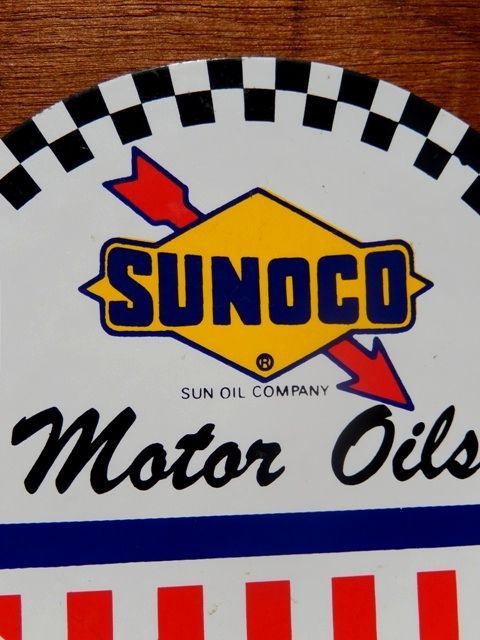 SUNOCO
®
SUN OIL COMPANY
Motor Oils